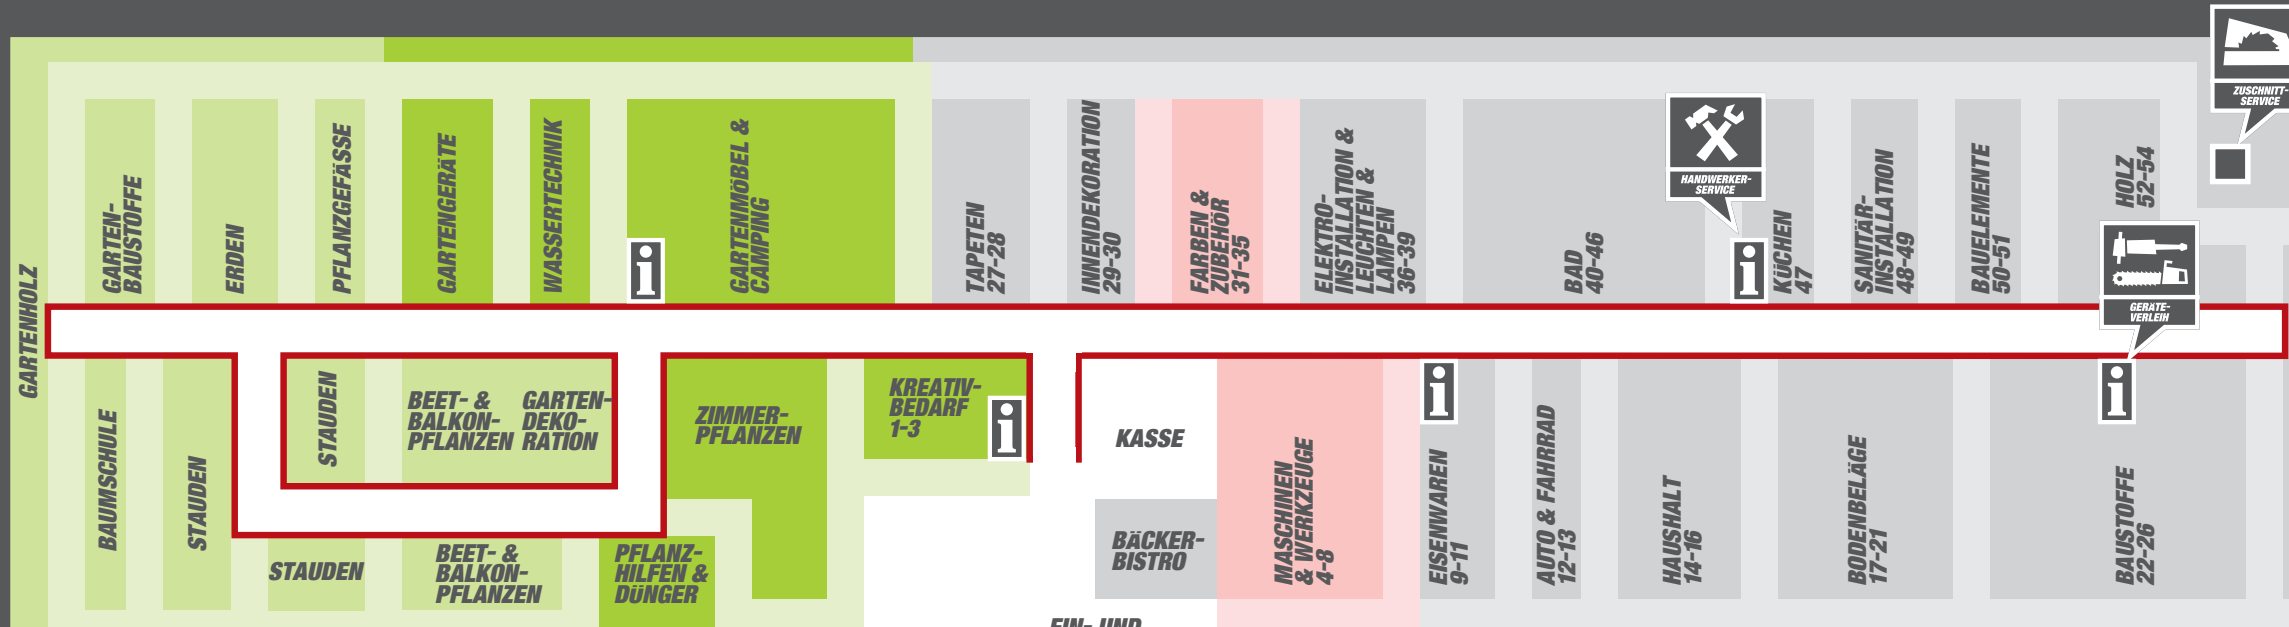 ZUSCHNITT-
SERVICE
HANDWERKER-
SERVICE
GERÄTE-
VERLEIH
GARTENHOLZ
GARTEN-
BAUSTOFFE
ERDEN
PFLANZGEFÄSSE
GARTENGERÄTE
WASSERTECHNIK
i
GARTENMÖBEL &
CAMPING
TAPETEN
27-28
INNENDEKORATION
29-30
FARBEN &
ZUBEHÖR
31-35
ELEKTRO-
INSTALLATION &
LEUCHTEN &
LAMPEN
36-39
BAD
40-46
i
KÜCHEN
47
SANITÄR-
INSTALLATION
48-49
BAUELEMENTE
50-51
HOLZ
52-54
BAUMSCHULE
STAUDEN
STAUDEN
BEET- &
BALKON-
PFLANZEN
GARTEN-
DEKO-
RATION
STAUDEN
BEET- &
BALKON-
PFLANZEN
ZIMMER-
PFLANZEN
PFLANZ-
HILFEN &
DÜNGER
KREATIV-
BEDARF
1-3
i
KASSE
BÄCKER-
BISTRO
EIN- UND
MASCHINEN
& WERKZEUGE
4-8
i
EISENWAREN
9-11
AUTO & FAHRRAD
12-13
HAUSHALT
14-16
BODENBELÄGE
17-21
i
BAUSTOFFE
22-26